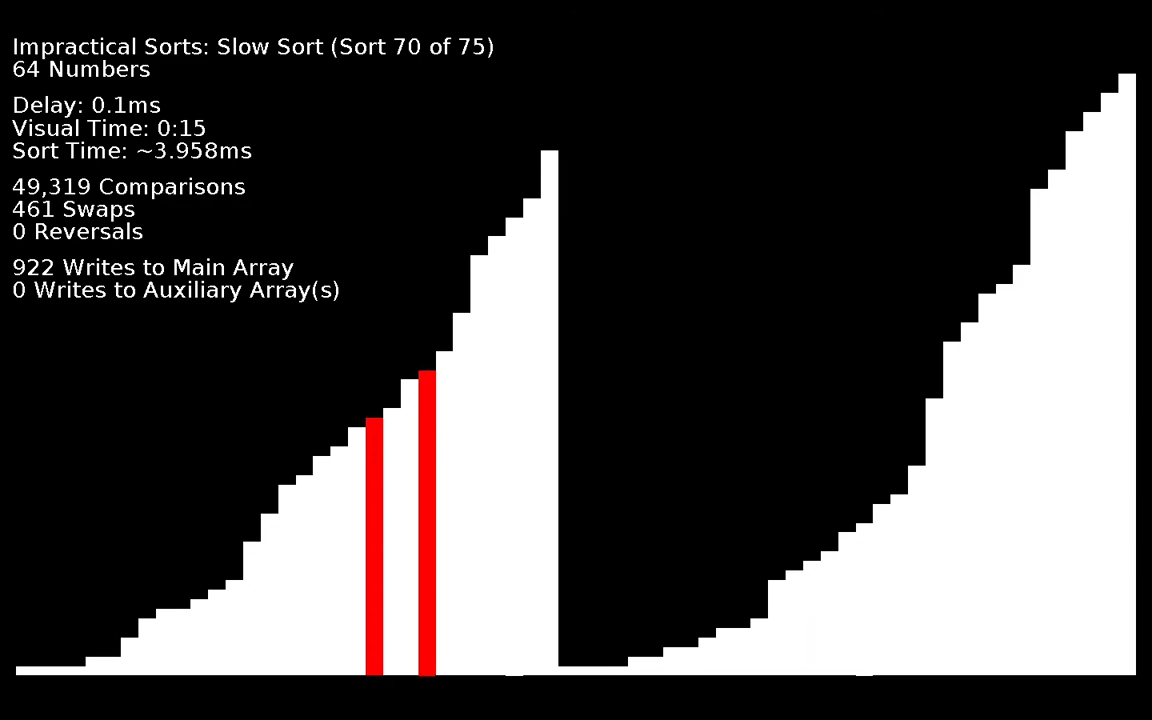 Impractical Sorts: Slow Sort (Sort 70 of 75)
64 Numbers
Delay: 0.1ms
Visual Time: 0:15
Sort Time: ~3.958ms
49,319 Comparisons
461 Swaps
0 Reversals
922 Writes to Main Array
0 Writes to Auxiliary Array(s)